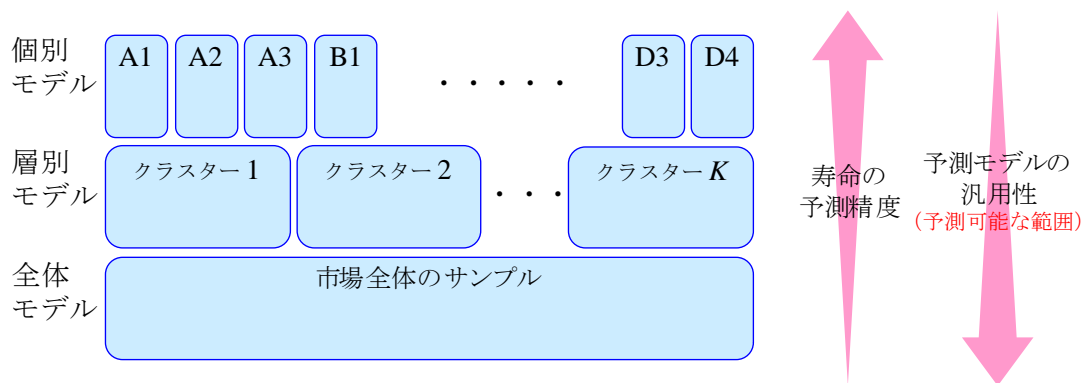 個別
モデル
A1 A2 A3 B1 ・・・・・ D3 D4
層別
モデル
クラスター 1 クラスター 2 ・・・ クラスター K
全体
モデル
市場全体のサンプル
寿命の
予測精度
予測モデルの
汎用性
(予測可能な範囲)